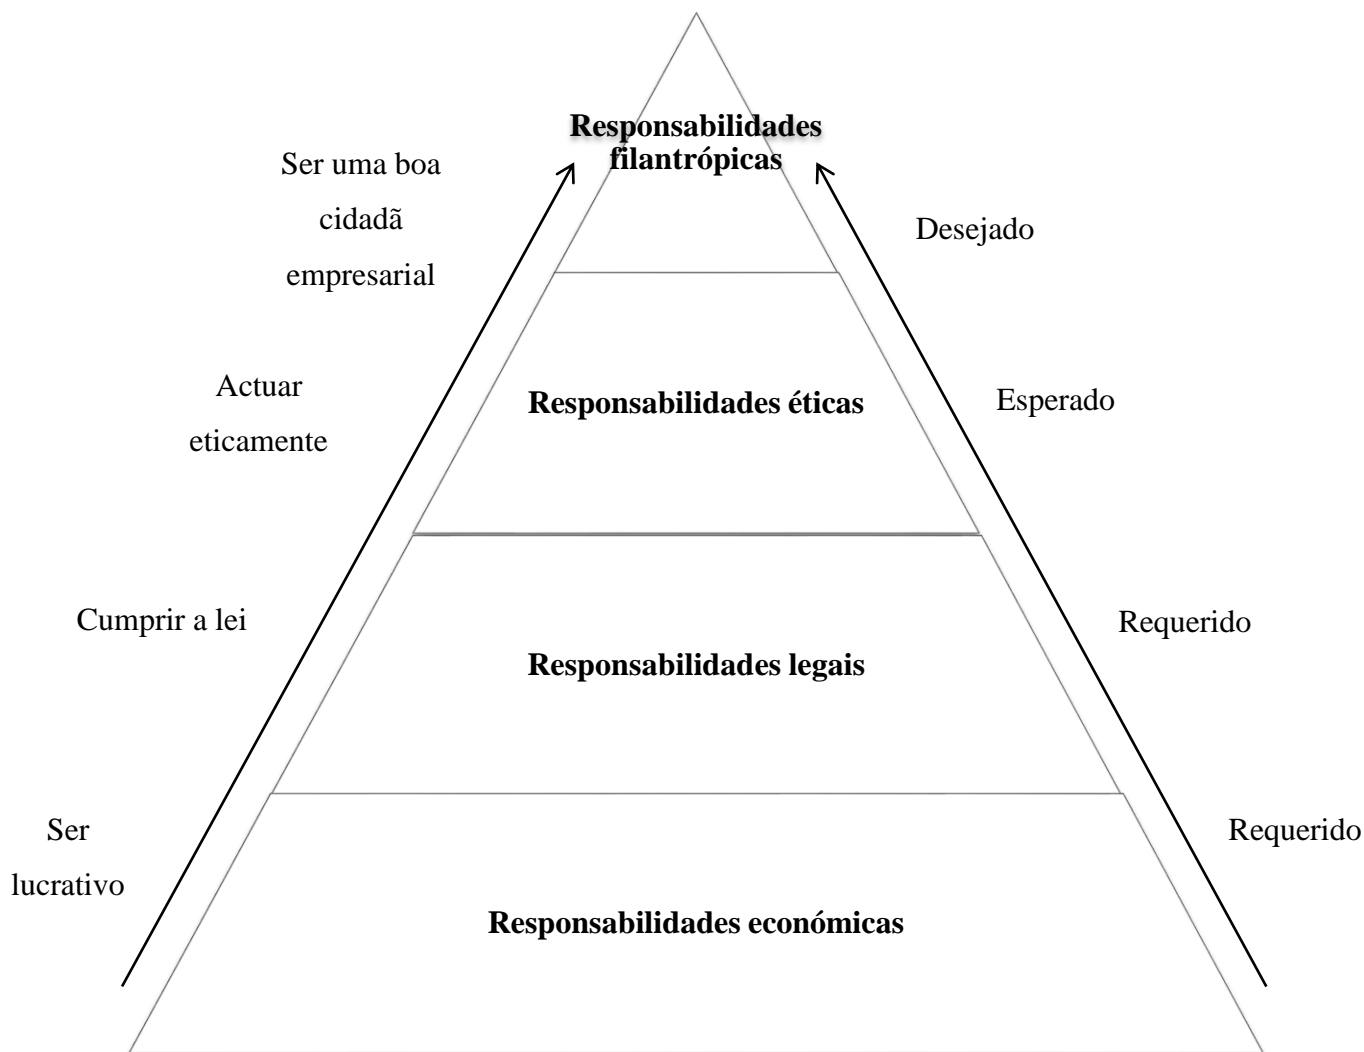 Responsabilidades
filantrópicas
Ser uma boa
cidadã
empresarial
Desejado
Actuar
eticamente
Responsabilidades éticas
Esperado
Cumprir a lei
Responsabilidades legais
Requerido
Ser
lucrativo
Responsabilidades económicas
Requerido